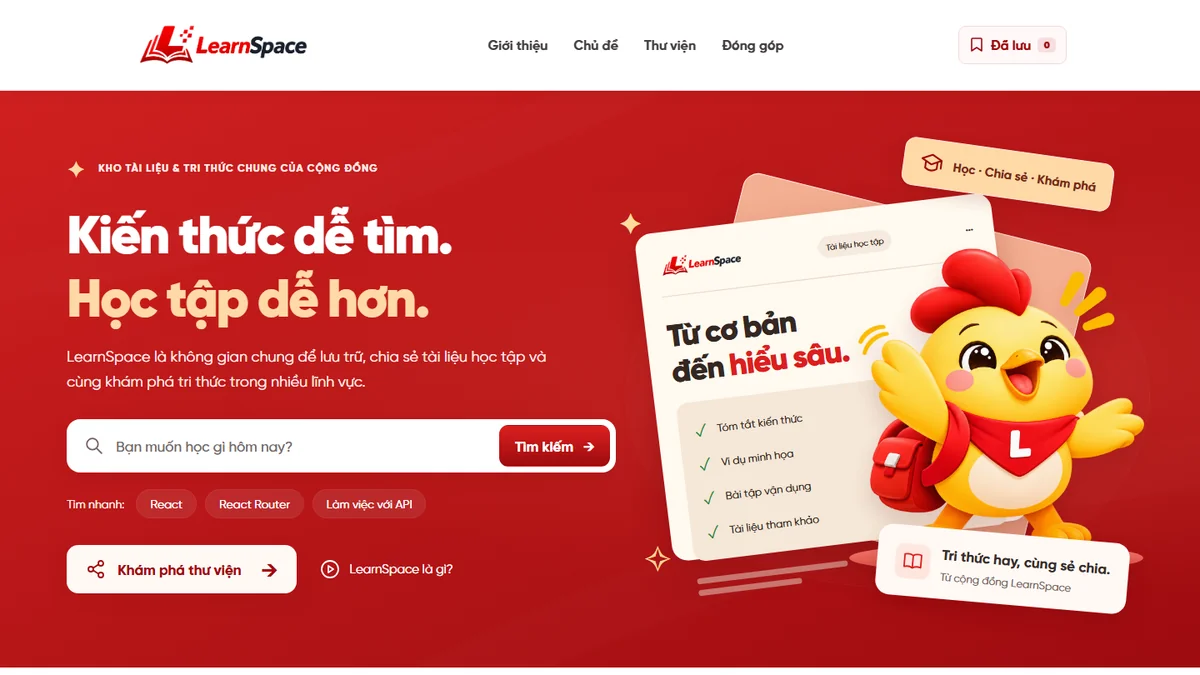 LearnSpace
Giới thiệu
Chủ đề
Thư viện
Đóng góp
Đã lưu 0
KHO TÀI LIỆU & TRI THỨC CHUNG CỦA CỘNG ĐỒNG
Kiến thức dễ tìm.
Học tập dễ hơn.
LearnSpace là không gian chung để lưu trữ, chia sẻ tài liệu học tập và
cùng khám phá tri thức trong nhiều lĩnh vực.
Bạn muốn học gì hôm nay?
Tìm kiếm
Tìm nhanh:
React
React Router
Làm việc với API
Khám phá thư viện
LearnSpace là gì?
Học · Chia sẻ · Khám phá
LearnSpace
Tài liệu học tập
Từ cơ bản
đến hiểu sâu.
Tóm tắt kiến thức
Ví dụ minh họa
Bài tập vận dụng
Tài liệu tham khảo
L
Tri thức hay, cùng sẻ chia.
Từ cộng đồng LearnSpace